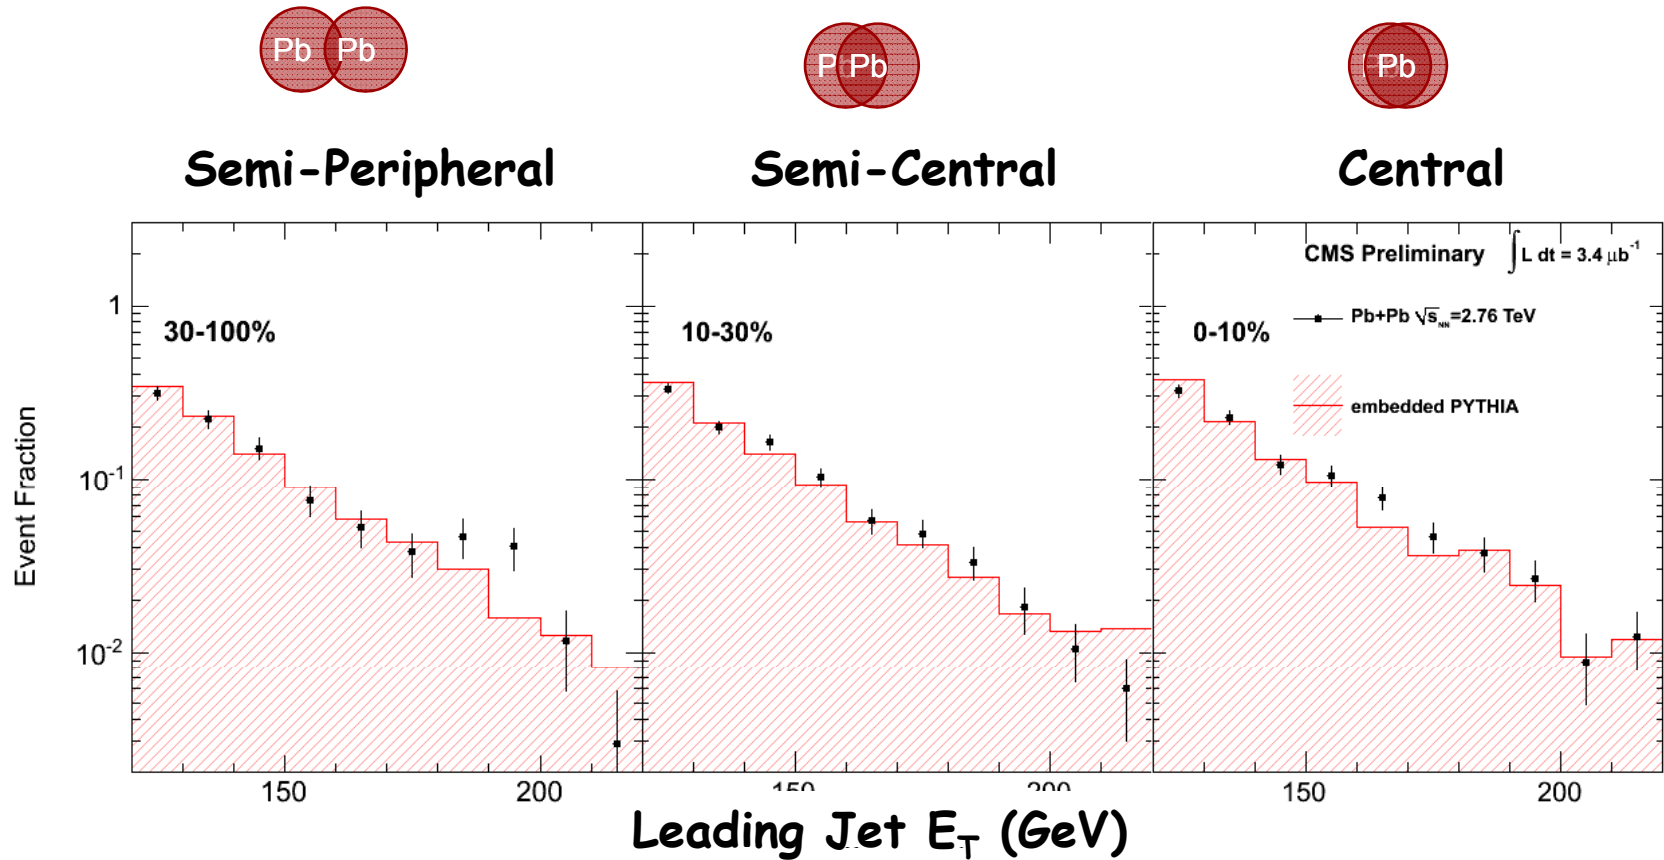 Pb Pb
Pb
Pb
Semi-Peripheral
Semi-Central
Central
CMS Preliminary ∫ L dt = 3.4 μb⁻¹
1
30-100%
10-30%
0-10%
Pb+Pb √s_NN=2.76 TeV
embedded PYTHIA
Event Fraction
10⁻¹
10⁻²
150 200
150 200
Leading Jet E_T (GeV)